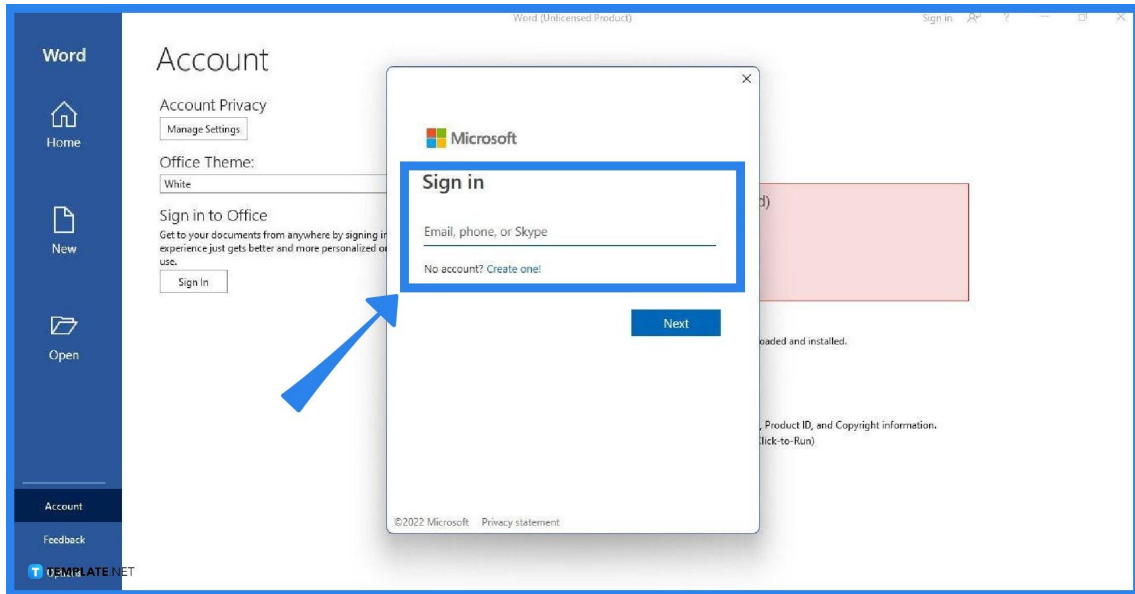 Word (Unlicensed Product)
Sign in
?
Word
Home
New
Open
Account
Feedback
TEMPLATE.NET
Account
Account Privacy
Manage Settings
Office Theme:
White
Sign in to Office
Get to your documents from anywhere by signing in
experience just gets better and more personalized
use.
Sign In
Microsoft
Sign in
Email, phone, or Skype
No account? Create one!
Next
©2022 Microsoft Privacy statement
d)
oaded and installed.
, Product ID, and Copyright information.
Click-to-Run)